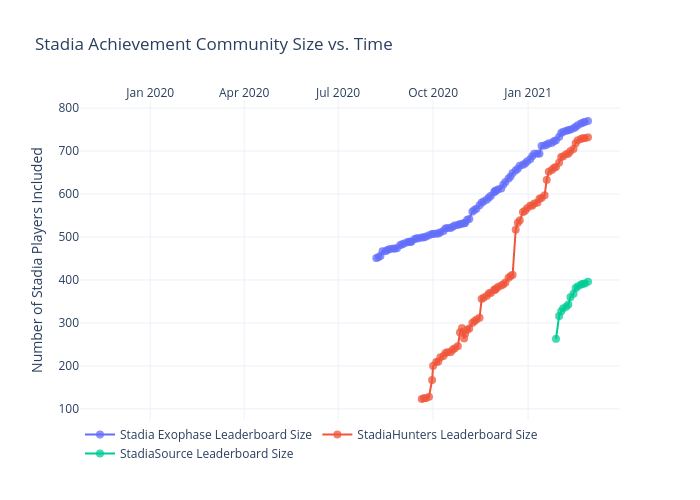 Stadia Achievement Community Size vs. Time
Jan 2020 Apr 2020 Jul 2020 Oct 2020 Jan 2021
800
700
600
500
400
300
200
100
Number of Stadia Players Included
Stadia Exophase Leaderboard Size StadiaHunters Leaderboard Size
StadiaSource Leaderboard Size